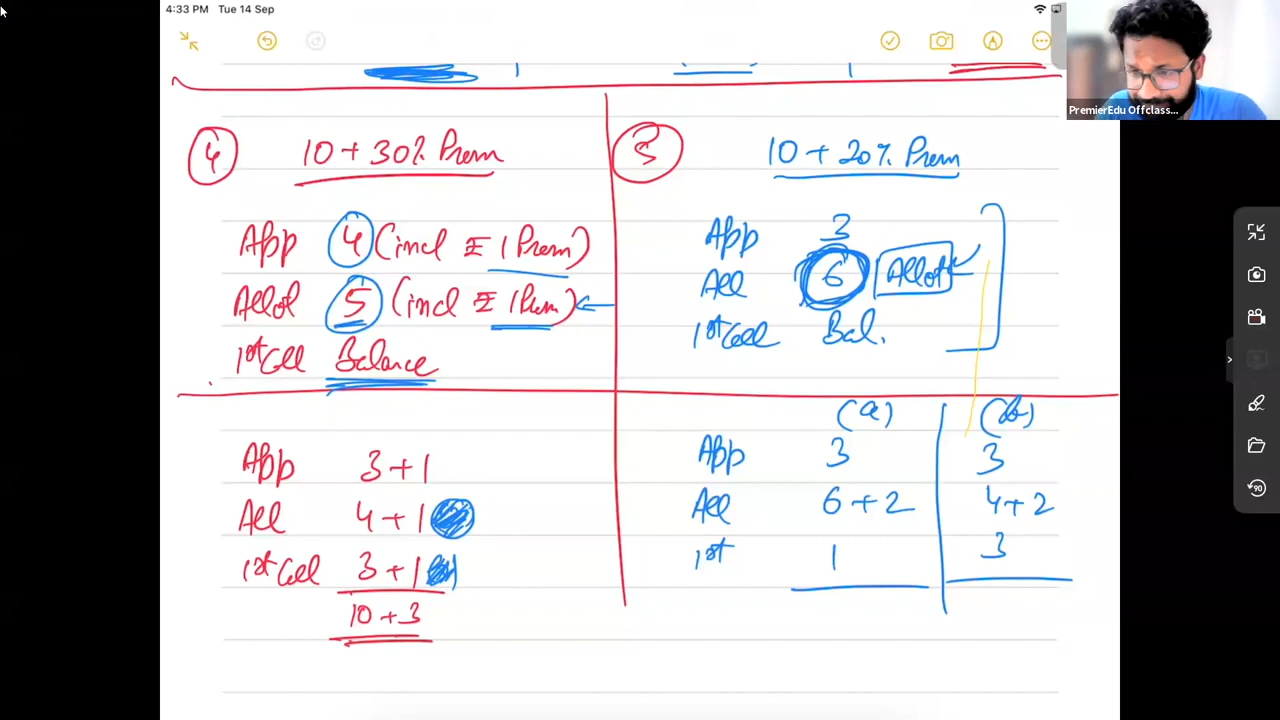 4:33 PM Tue 14 Sep
PremierEdu Offclass...
4 10 + 30% Prem
App 4 (incl 1 Prem)
Allot 5 (incl 1 Prem)
1st Call Balance
App 3 + 1
All 4 + 1
1st Call 3 + 1
10 + 3
5 10 + 20% Prem
App 3
All 6 Allot
1st Call Bal.
(a) (b)
App 3 3
All 6 + 2 4 + 2
1st 1 3
90